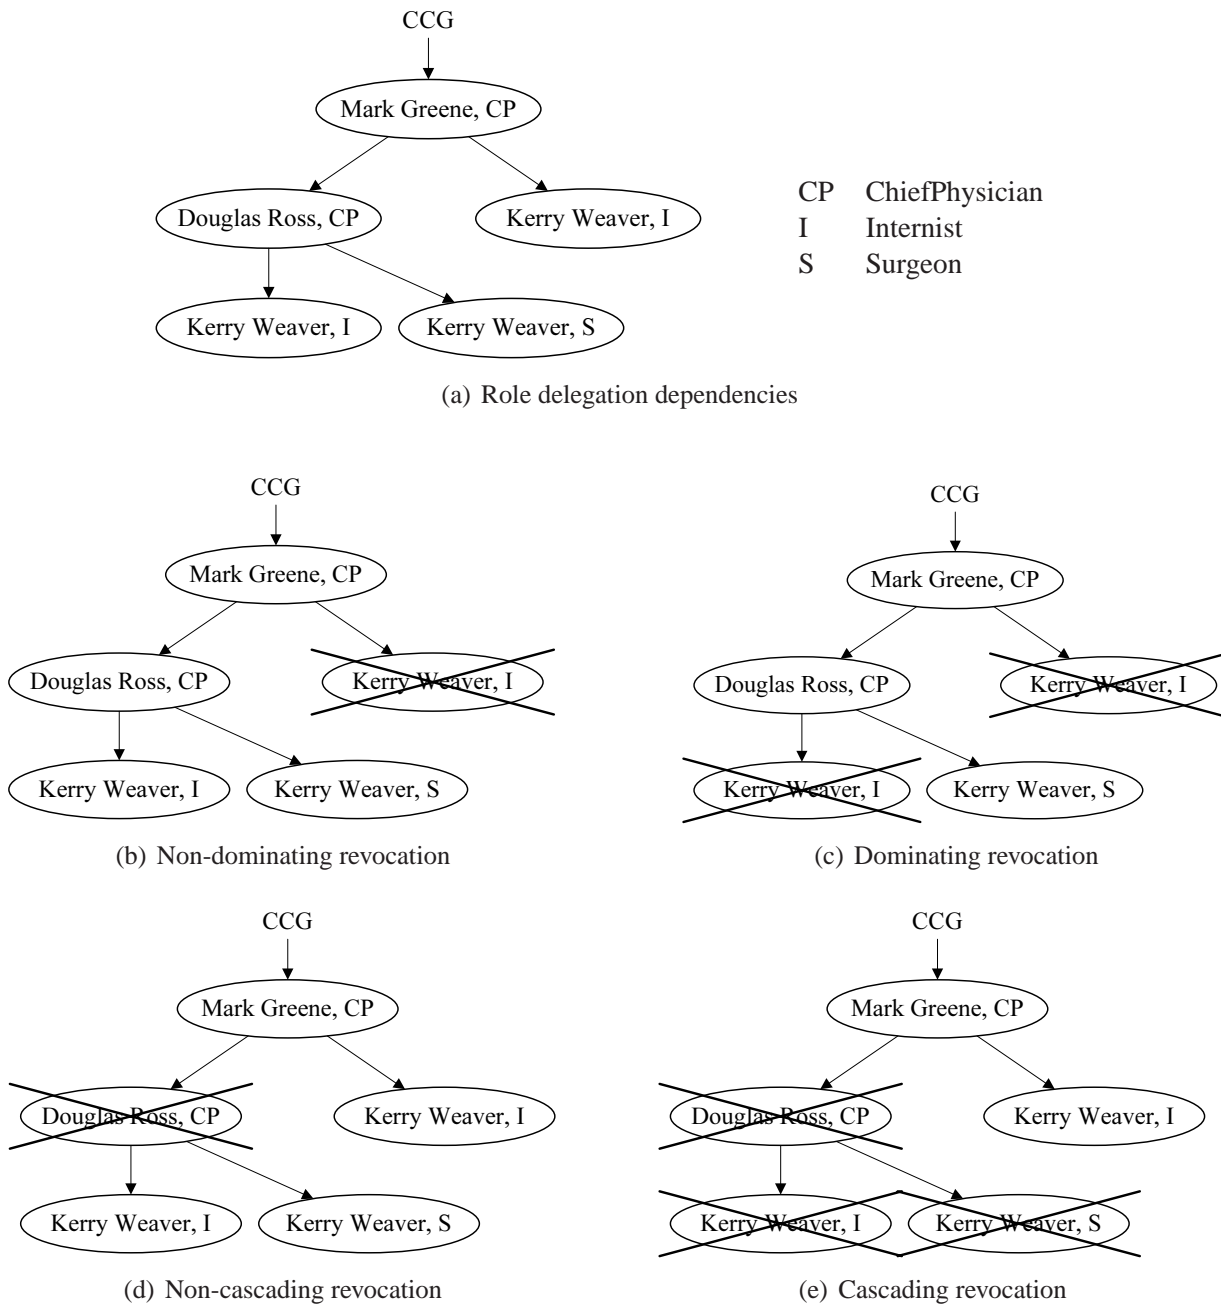 CCG
Mark Greene, CP
Douglas Ross, CP
Kerry Weaver, I
Kerry Weaver, I
Kerry Weaver, S
CP ChiefPhysician
I Internist
S Surgeon
(a) Role delegation dependencies
CCG
Mark Greene, CP
Douglas Ross, CP
Kerry Weaver, I
Kerry Weaver, I
Kerry Weaver, S
(b) Non-dominating revocation
CCG
Mark Greene, CP
Douglas Ross, CP
Kerry Weaver, I
Kerry Weaver, I
Kerry Weaver, S
(c) Dominating revocation
CCG
Mark Greene, CP
Douglas Ross, CP
Kerry Weaver, I
Kerry Weaver, I
Kerry Weaver, S
(d) Non-cascading revocation
CCG
Mark Greene, CP
Douglas Ross, CP
Kerry Weaver, I
Kerry Weaver, I
Kerry Weaver, S
(e) Cascading revocation